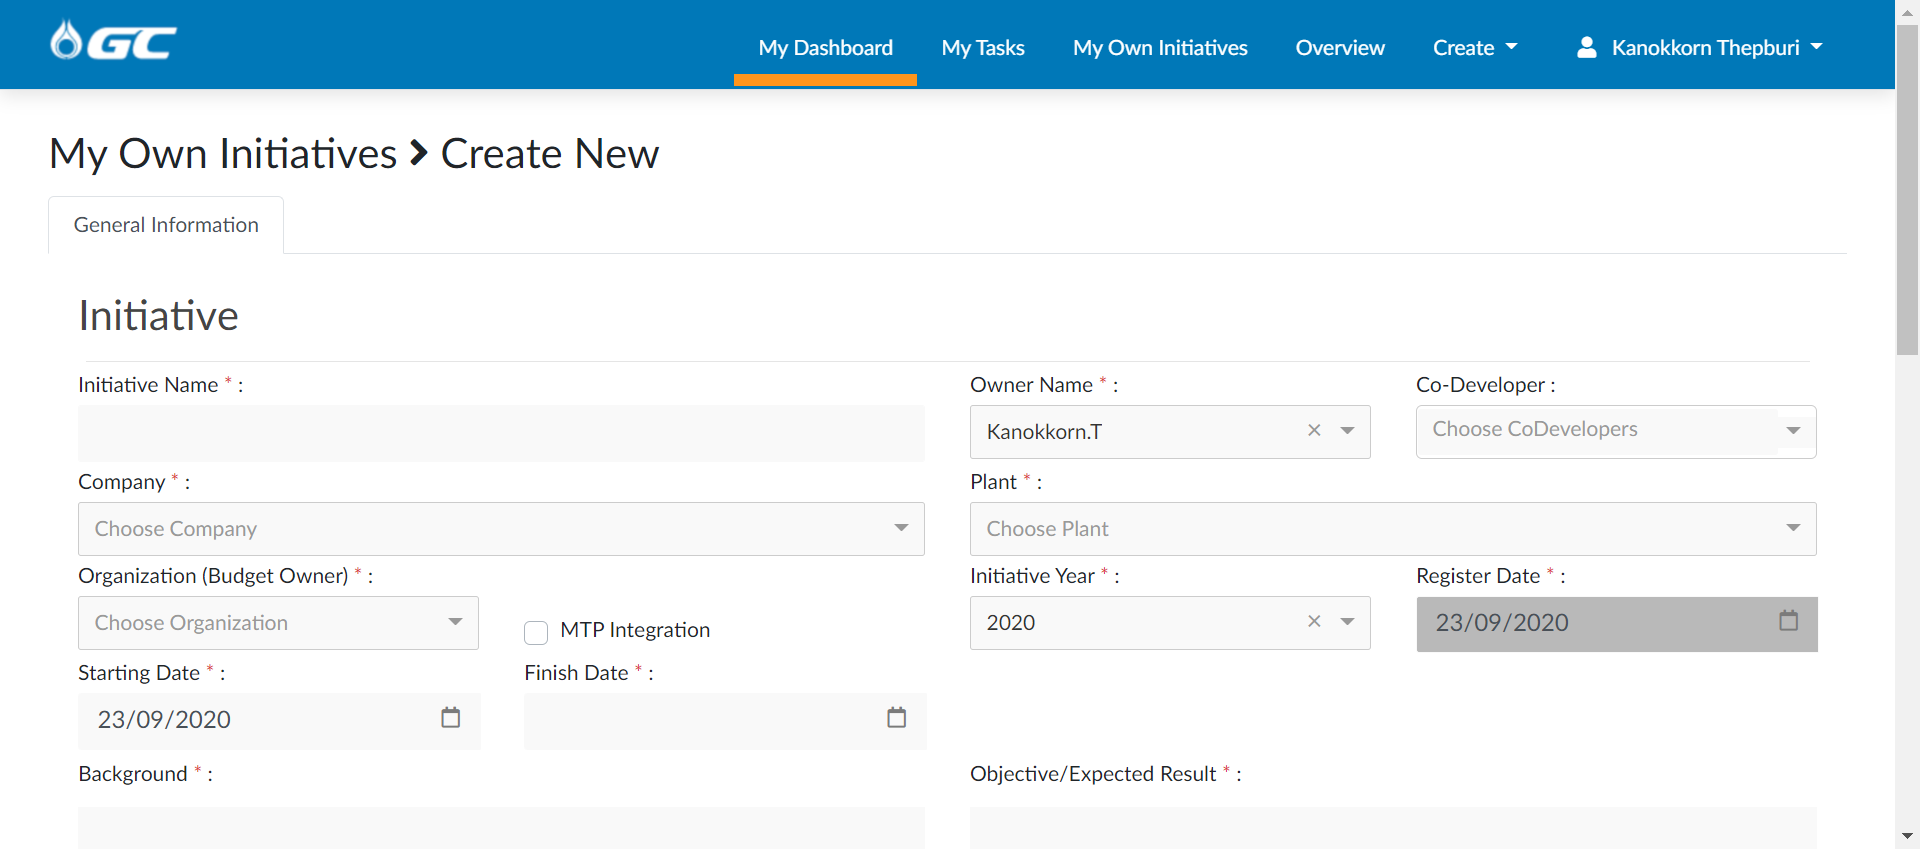 GC
My Dashboard My Tasks My Own Initiatives Overview Create Kanokkorn Thepburi
My Own Initiatives > Create New
General Information
Initiative
Initiative Name * : Owner Name * : Co-Developer :
Kanokkorn.T × Choose CoDevelopers
Company * : Plant * :
Choose Company Choose Plant
Organization (Budget Owner) * : Initiative Year * : Register Date * :
Choose Organization MTP Integration 2020 × 23/09/2020
Starting Date * : Finish Date * :
23/09/2020
Background * : Objective/Expected Result * :